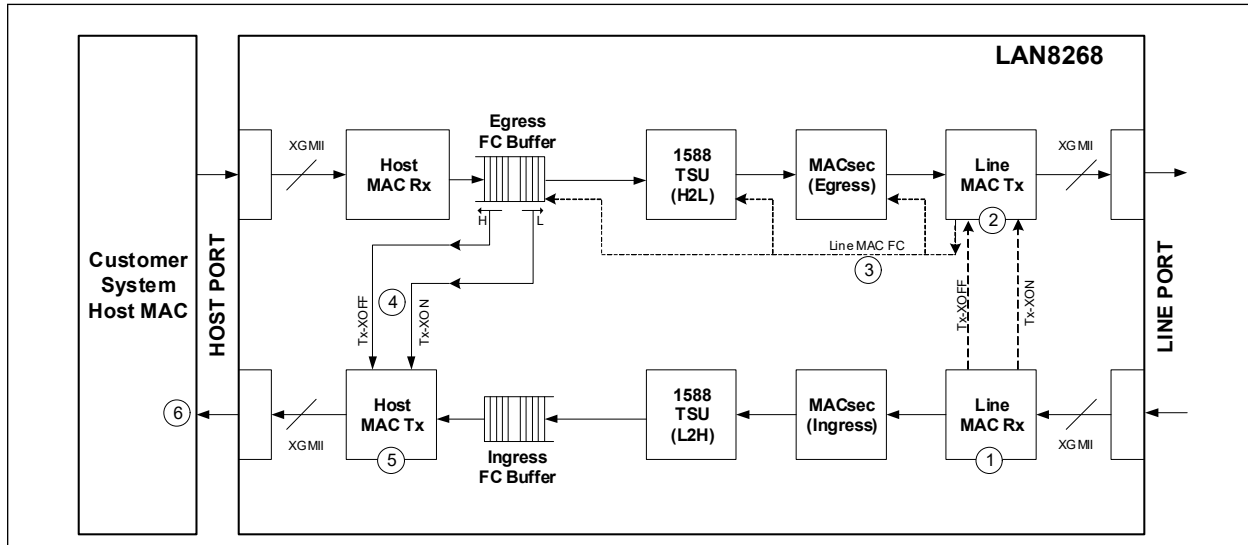 LAN8268
Customer
System
Host MAC
HOST PORT
XGMII
Host
MAC Rx
Egress
FC Buffer
H
L
1588
TSU
(H2L)
MACsec
(Egress)
Line
MAC Tx
2
XGMII
LINE PORT
Line MAC FC
3
Tx-XOFF
4
Tx-XON
Tx-XOFF
Tx-XON
6
XGMII
Host
MAC Tx
5
Ingress
FC Buffer
1588
TSU
(L2H)
MACsec
(Ingress)
Line
MAC Rx
1
XGMII